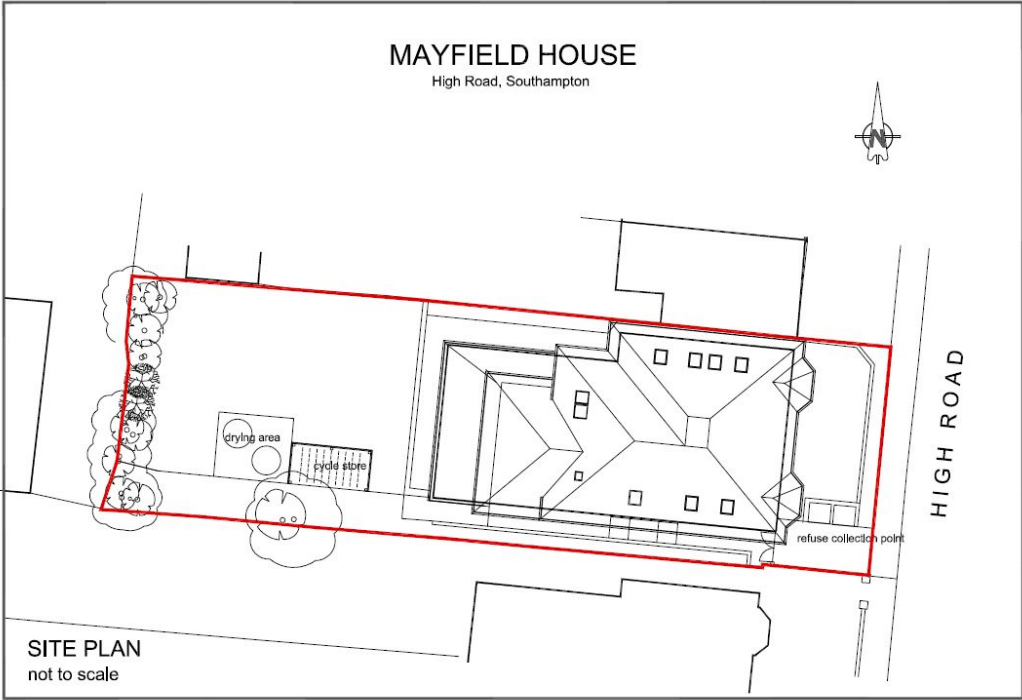 MAYFIELD HOUSE
High Road, Southampton
N
drying area
cycle store
HIGH ROAD
refuse collection point
SITE PLAN
not to scale